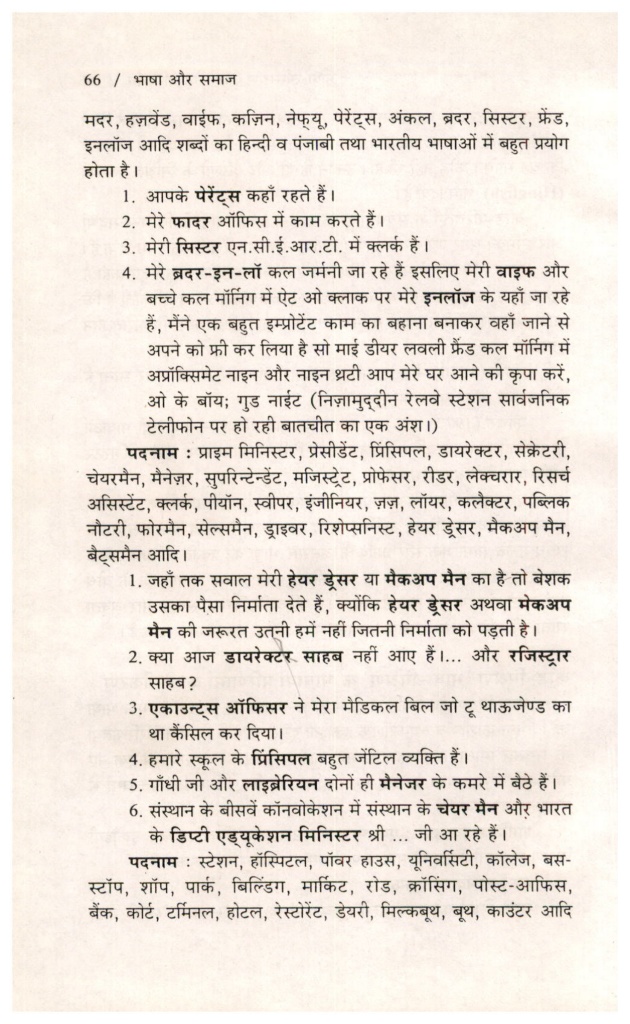 66 / भाषा और समाज
मदर, हज़वेंड, वाईफ, कज़िन, नेफ्यू, पेरेंट्स, अंकल, ब्रदर, सिस्टर, फ्रेंड,
इनलॉज आदि शब्दों का हिन्दी व पंजाबी तथा भारतीय भाषाओं में बहुत प्रयोग
होता है।
1. आपके पेरेंट्स कहाँ रहते हैं।
2. मेरे फादर ऑफिस में काम करते हैं।
3. मेरी सिस्टर एन.सी.ई.आर.टी. में क्लर्क हैं।
4. मेरे ब्रदर-इन-लॉ कल जर्मनी जा रहे हैं इसलिए मेरी वाइफ और
बच्चे कल मॉर्निंग में ऐट ओ क्लाक पर मेरे इनलॉज के यहाँ जा रहे
हैं, मैंने एक बहुत इम्प्रोटेंट काम का बहाना बनाकर वहाँ जाने से
अपने को फ्री कर लिया है सो माई डीयर लवली फ्रैंड कल मॉर्निंग में
अप्रॉक्सिमेट नाइन और नाइन थ्रटी आप मेरे घर आने की कृपा करें,
ओ के बॉय; गुड नाईट (निज़ामुद्दीन रेलवे स्टेशन सार्वजनिक
टेलीफोन पर हो रही बातचीत का एक अंश।)
पदनाम : प्राइम मिनिस्टर, प्रेसीडेंट, प्रिंसिपल, डायरेक्टर, सेक्रेटरी,
चेयरमैन, मैनेज़र, सुपरिन्टेन्डेंट, मजिस्ट्रेट, प्रोफेसर, रीडर, लेक्चरार, रिसर्च
असिस्टेंट, क्लर्क, पीयॉन, स्वीपर, इंजीनियर, ज़ज़, लॉयर, कलैक्टर, पब्लिक
नौटरी, फोरमैन, सेल्समैन, ड्राइवर, रिशेप्सनिस्ट, हेयर ड्रेसर, मैकअप मैन,
बैट्समैन आदि।
1. जहाँ तक सवाल मेरी हेयर ड्रेसर या मैकअप मैन का है तो बेशक
उसका पैसा निर्माता देते हैं, क्योंकि हेयर ड्रेसर अथवा मेकअप
मैन की जरूरत उतनी हमें नहीं जितनी निर्माता को पड़ती है।
2. क्या आज डायरेक्टर साहब नहीं आए हैं।... और रजिस्ट्रार
साहब?
3. एकाउन्ट्स ऑफिसर ने मेरा मैडिकल बिल जो टू थाऊजेण्ड का
था कैंसिल कर दिया।
4. हमारे स्कूल के प्रिंसिपल बहुत जेंटिल व्यक्ति हैं।
5. गाँधी जी और लाइब्रेरियन दोनों ही मैनेजर के कमरे में बैठे हैं।
6. संस्थान के बीसवें कॉनवोकेशन में संस्थान के चेयर मैन और भारत
के डिप्टी एड्यूकेशन मिनिस्टर श्री ... जी आ रहे हैं।
पदनाम : स्टेशन, हॉस्पिटल, पॉवर हाउस, यूनिवर्सिटी, कॉलेज, बस-
स्टॉप, शॉप, पार्क, बिल्डिंग, मार्किट, रोड, क्रॉसिंग, पोस्ट-आफिस,
बैंक, कोर्ट, टर्मिनल, होटल, रेस्टोरेंट, डेयरी, मिल्कबूथ, बूथ, काउंटर आदि